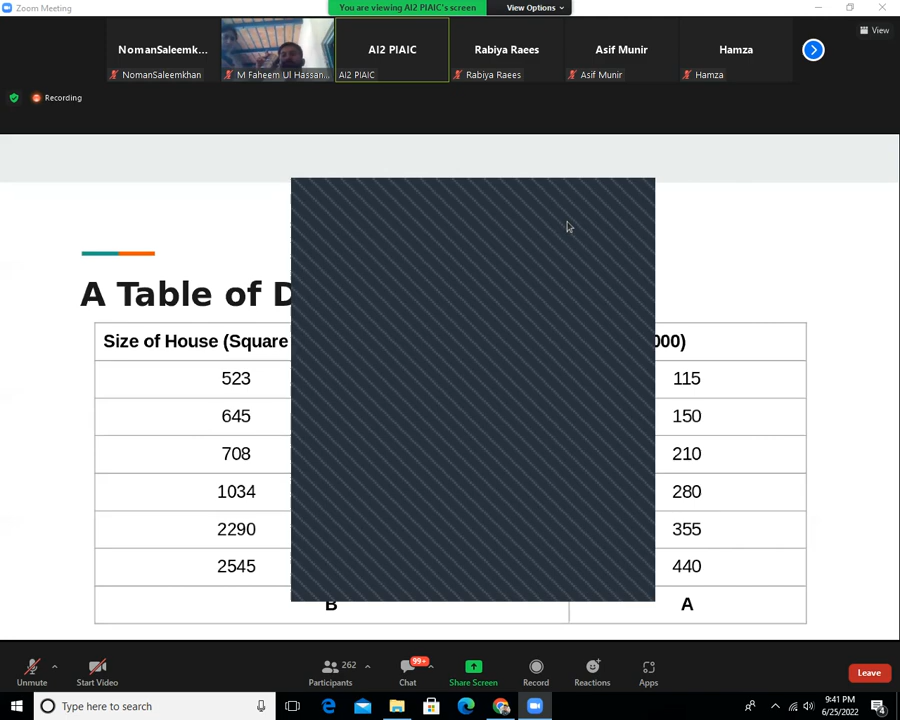 Zoom Meeting
You are viewing AI2 PIAIC's screen
View Options
NomanSaleemk...
NomanSaleemkhan
M Faheem Ul Hassan...
AI2 PIAIC
AI2 PIAIC
Rabiya Raees
Rabiya Raees
Asif Munir
Asif Munir
Hamza
Hamza
View
Recording
A Table of
Size of House (Square 000)
523 115
645 150
708 210
1034 280
2290 355
2545 440
B A
Unmute
Start Video
262
Participants
99+
Chat
Share Screen
Record
Reactions
Apps
Leave
Type here to search
9:41 PM
6/25/2022
4